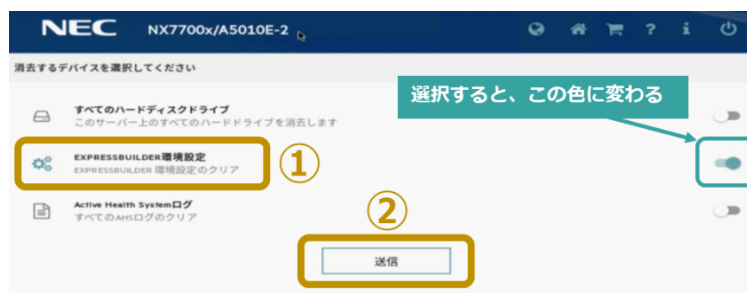 NEC NX7700x/A5010E-2 ? i
消去するデバイスを選択してください
選択すると、この色に変わる
すべてのハードディスクドライブ
このサーバー上のすべてのハードドライブを消去します
EXPRESSBUILDER環境設定
EXPRESSBUILDER 環境設定のクリア
①
Active Health Systemログ
すべてのAHSログのクリア
②
送信